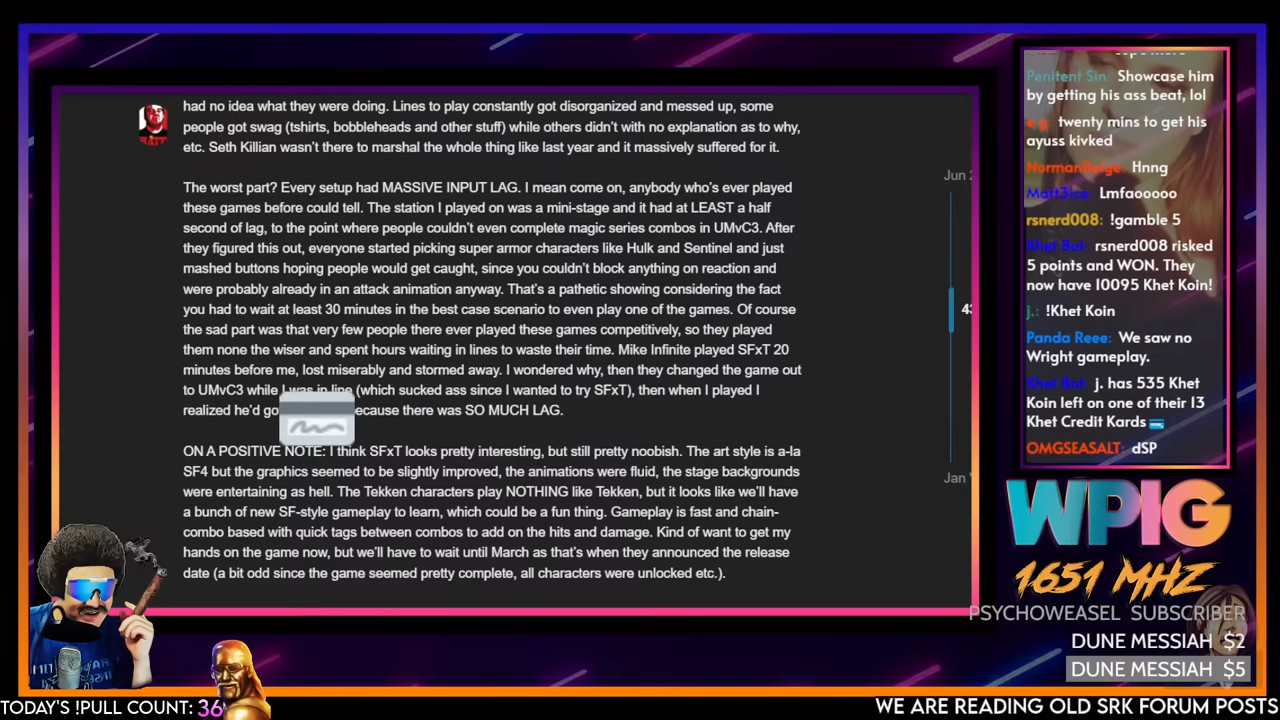 had no idea what they were doing. Lines to play constantly got disorganized and messed up, some
people got swag (tshirts, bobbleheads and other stuff) while others didn't with no explanation as to why,
etc. Seth Killian wasn't there to marshal the whole thing like last year and it massively suffered for it.
The worst part? Every setup had MASSIVE INPUT LAG. I mean come on, anybody who's ever played
these games before could tell. The station I played on was a mini-stage and it had at LEAST a half
second of lag, to the point where people couldn't even complete magic series combos in UMvC3. After
they figured this out, everyone started picking super armor characters like Hulk and Sentinel and just
mashed buttons hoping people would get caught, since you couldn't block anything on reaction and
were probably already in an attack animation anyway. That's a pathetic showing considering the fact
you had to wait at least 30 minutes in the best case scenario to even play one of the games. Of course
the sad part was that very few people there ever played these games competitively, so they played
them none the wiser and spent hours waiting in lines to waste their time. Mike Infinite played SFxT 20
minutes before me, lost miserably and stormed away. I wondered why, then they changed the game out
to UMvC3 while I was in line (which sucked ass since I wanted to try SFxT), then when I played I
realized he'd go ecause there was SO MUCH LAG.
ON A POSITIVE NOTE: I think SFxT looks pretty interesting, but still pretty noobish. The art style is a-la
SF4 but the graphics seemed to be slightly improved, the animations were fluid, the stage backgrounds
were entertaining as hell. The Tekken characters play NOTHING like Tekken, but it looks like we'll have
a bunch of new SF-style gameplay to learn, which could be a fun thing. Gameplay is fast and chain-
combo based with quick tags between combos to add on the hits and damage. Kind of want to get my
hands on the game now, but we'll have to wait until March as that's when they announced the release
date (a bit odd since the game seemed pretty complete, all characters were unlocked etc.).
Jun 2
43
Jan
Penitent Sin: Showcase him
by getting his ass beat, lol
e.g: twenty mins to get his
ayuss kivked
NormanBeige: Hnng
Matt3ice: Lmfaooooo
rsnerd008: !gamble 5
Khet Bot: rsnerd008 risked
5 points and WON. They
now have 10095 Khet Koin!
j.: !Khet Koin
Panda Reee: We saw no
Wright gameplay.
Khet Bot: j. has 535 Khet
Koin left on one of their 13
Khet Credit Kards
OMGSEASALT: dSP
WPIG
1651 MHZ
PSYCHOWEASEL SUBSCRIBER
DUNE MESSIAH $2
DUNE MESSIAH $5
TODAY'S !PULL COUNT: 36
WE ARE READING OLD SRK FORUM POSTS